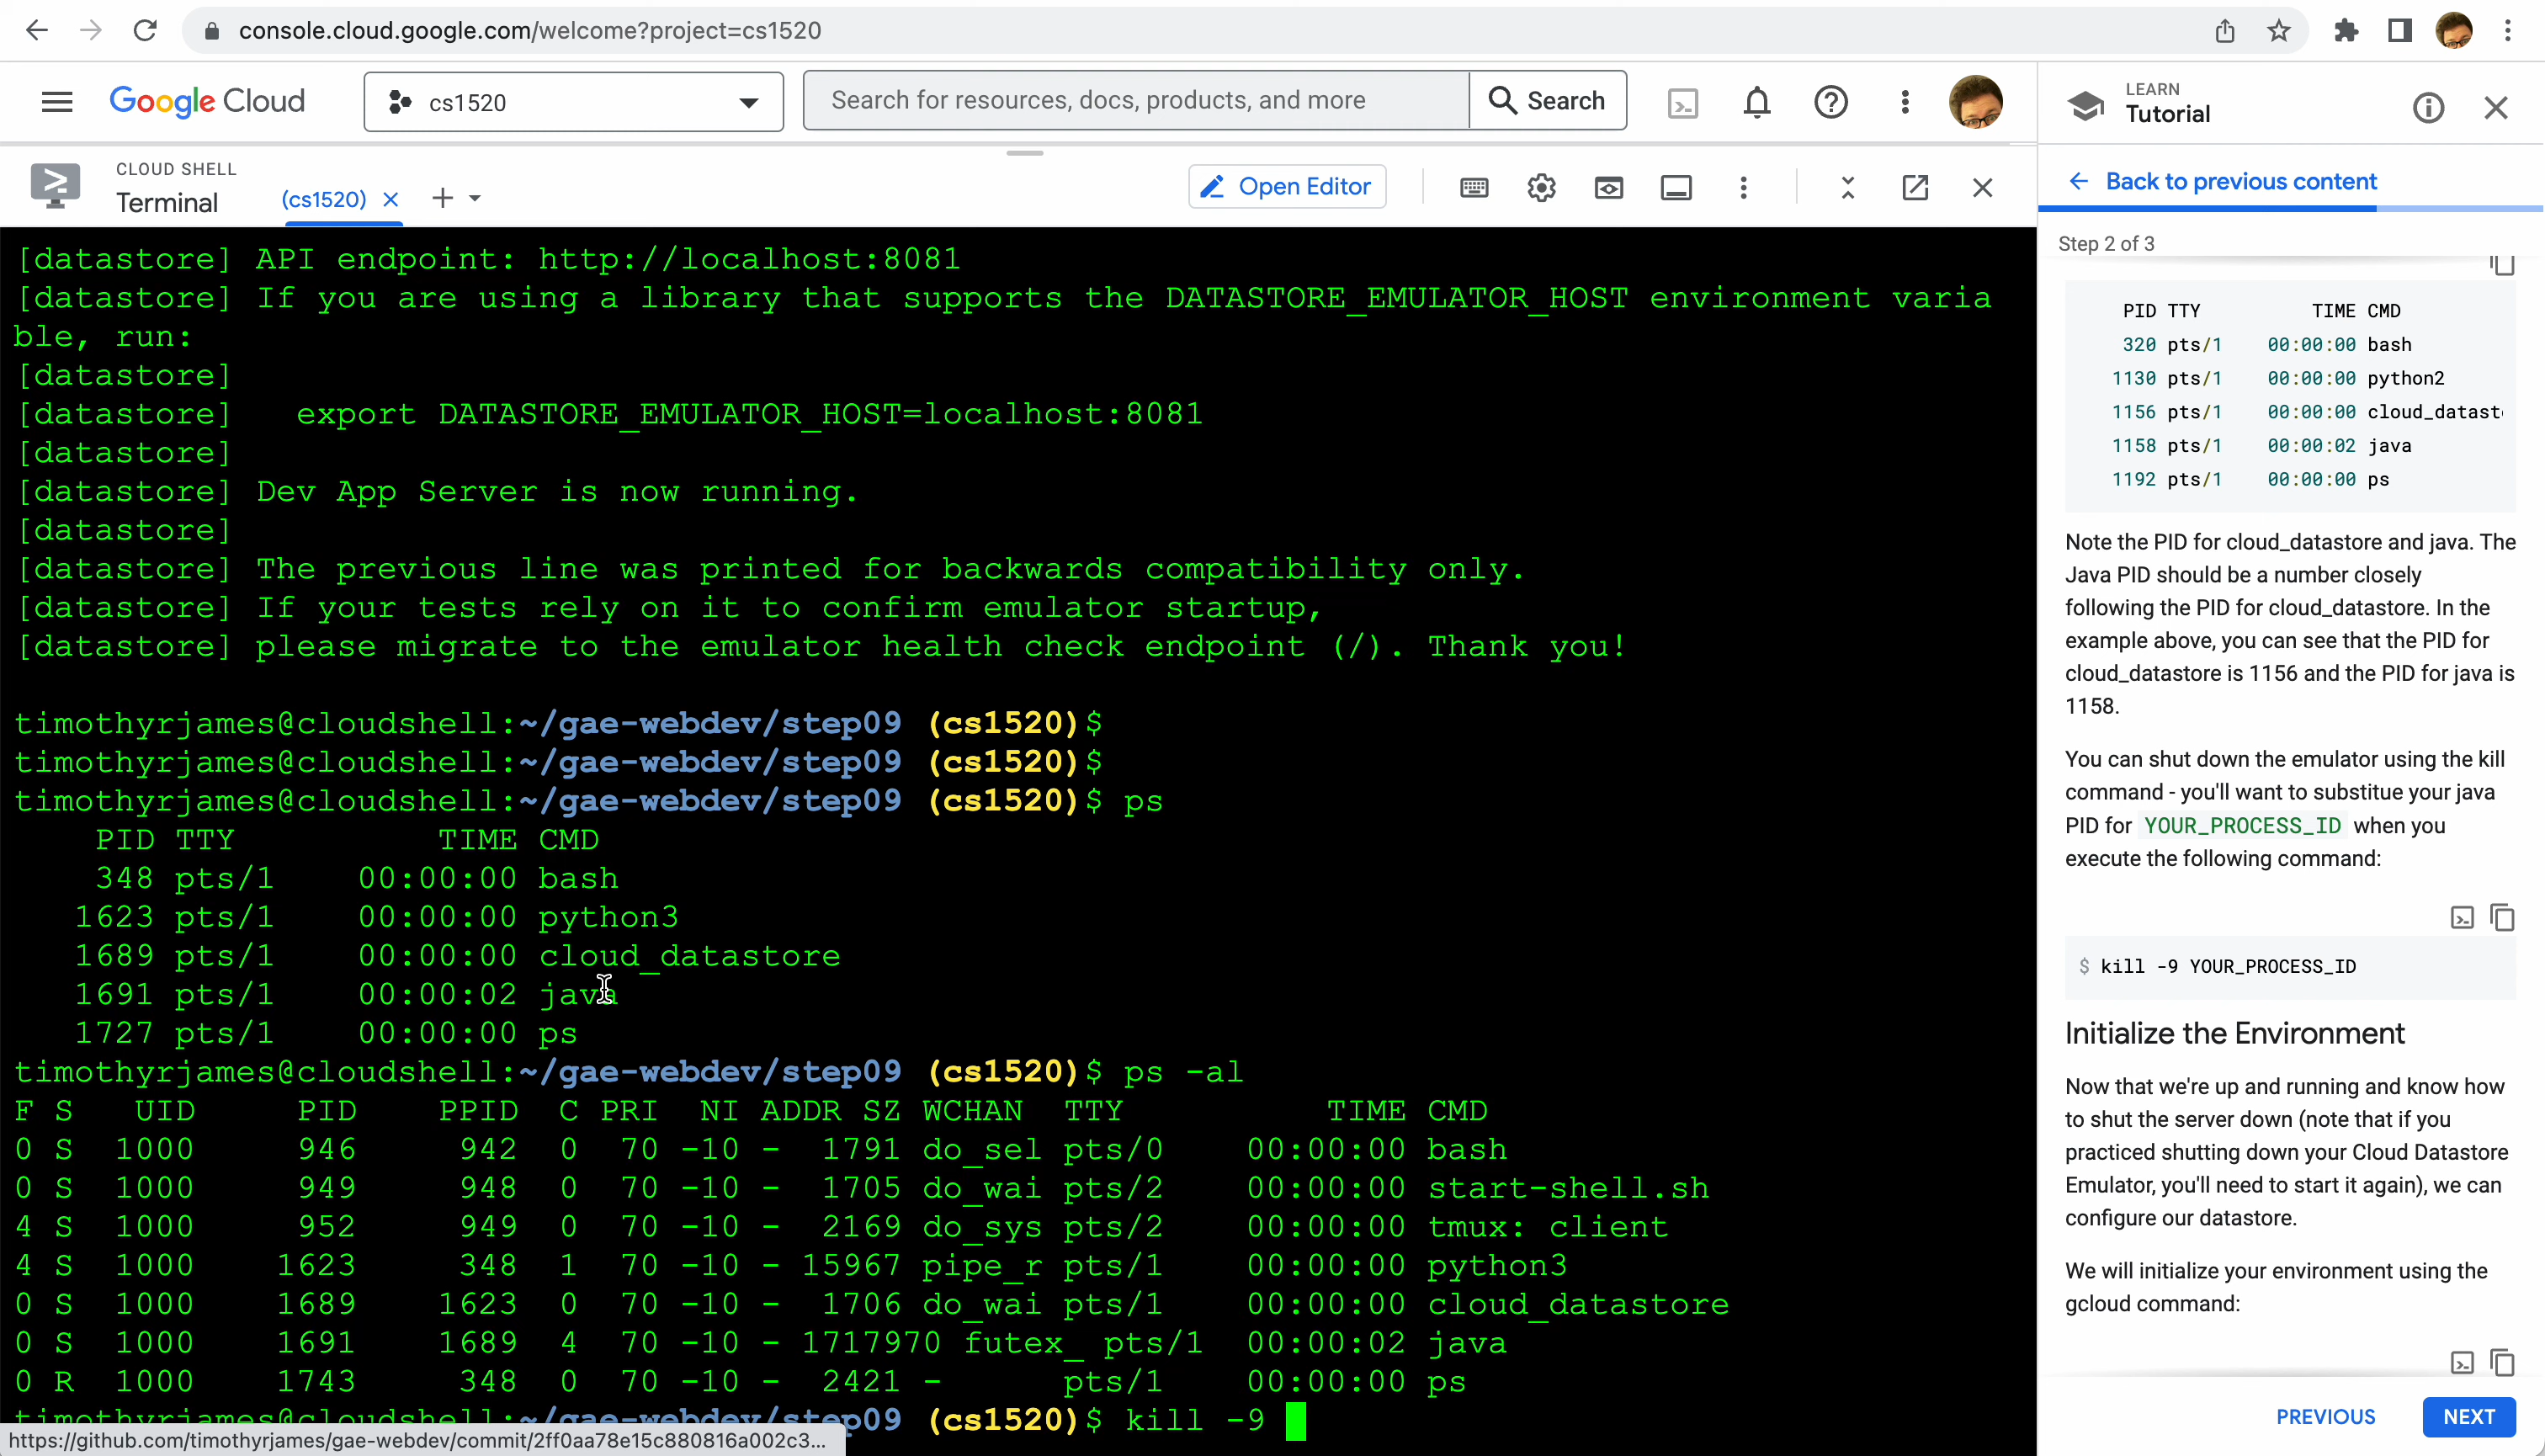 console.cloud.google.com/welcome?project=cs1520
Google Cloud
cs1520
Search for resources, docs, products, and more
Search
CLOUD SHELL
Terminal
(cs1520)
Open Editor
[datastore] API endpoint: http://localhost:8081
[datastore] If you are using a library that supports the DATASTORE_EMULATOR_HOST environment varia
ble, run:
[datastore]
[datastore]   export DATASTORE_EMULATOR_HOST=localhost:8081
[datastore]
[datastore] Dev App Server is now running.
[datastore]
[datastore] The previous line was printed for backwards compatibility only.
[datastore] If your tests rely on it to confirm emulator startup,
[datastore] please migrate to the emulator health check endpoint (/). Thank you!
timothyrjames@cloudshell:~/gae-webdev/step09 (cs1520)$
timothyrjames@cloudshell:~/gae-webdev/step09 (cs1520)$
timothyrjames@cloudshell:~/gae-webdev/step09 (cs1520)$ ps
PID TTY          TIME CMD
348 pts/1    00:00:00 bash
1623 pts/1    00:00:00 python3
1689 pts/1    00:00:00 cloud_datastore
1691 pts/1    00:00:02 java
1727 pts/1    00:00:00 ps
timothyrjames@cloudshell:~/gae-webdev/step09 (cs1520)$ ps -al
F S   UID     PID    PPID  C PRI  NI ADDR SZ WCHAN  TTY          TIME CMD
0 S  1000     946     942  0  70 -10 -  1791 do_sel pts/0    00:00:00 bash
0 S  1000     949     948  0  70 -10 -  1705 do_wai pts/2    00:00:00 start-shell.sh
4 S  1000     952     949  0  70 -10 -  2169 do_sys pts/2    00:00:00 tmux: client
4 S  1000    1623     348  1  70 -10 - 15967 pipe_r pts/1    00:00:00 python3
0 S  1000    1689    1623  0  70 -10 -  1706 do_wai pts/1    00:00:00 cloud_datastore
0 S  1000    1691    1689  4  70 -10 - 1717970 futex_ pts/1  00:00:02 java
0 R  1000    1743     348  0  70 -10 -  2421 -      pts/1    00:00:00 ps
timothyrjames@cloudshell:~/gae-webdev/step09 (cs1520)$ kill -9
https://github.com/timothyrjames/gae-webdev/commit/2ff0aa78e15c880816a002c3...
LEARN
Tutorial
Back to previous content
Step 2 of 3
PID TTY          TIME CMD
320 pts/1    00:00:00 bash
1130 pts/1    00:00:00 python2
1156 pts/1    00:00:00 cloud_datast
1158 pts/1    00:00:02 java
1192 pts/1    00:00:00 ps
Note the PID for cloud_datastore and java. The
Java PID should be a number closely
following the PID for cloud_datastore. In the
example above, you can see that the PID for
cloud_datastore is 1156 and the PID for java is
1158.
You can shut down the emulator using the kill
command - you'll want to substitue your java
PID for YOUR_PROCESS_ID when you
execute the following command:
$ kill -9 YOUR_PROCESS_ID
Initialize the Environment
Now that we're up and running and know how
to shut the server down (note that if you
practiced shutting down your Cloud Datastore
Emulator, you'll need to start it again), we can
configure our datastore.
We will initialize your environment using the
gcloud command:
PREVIOUS
NEXT